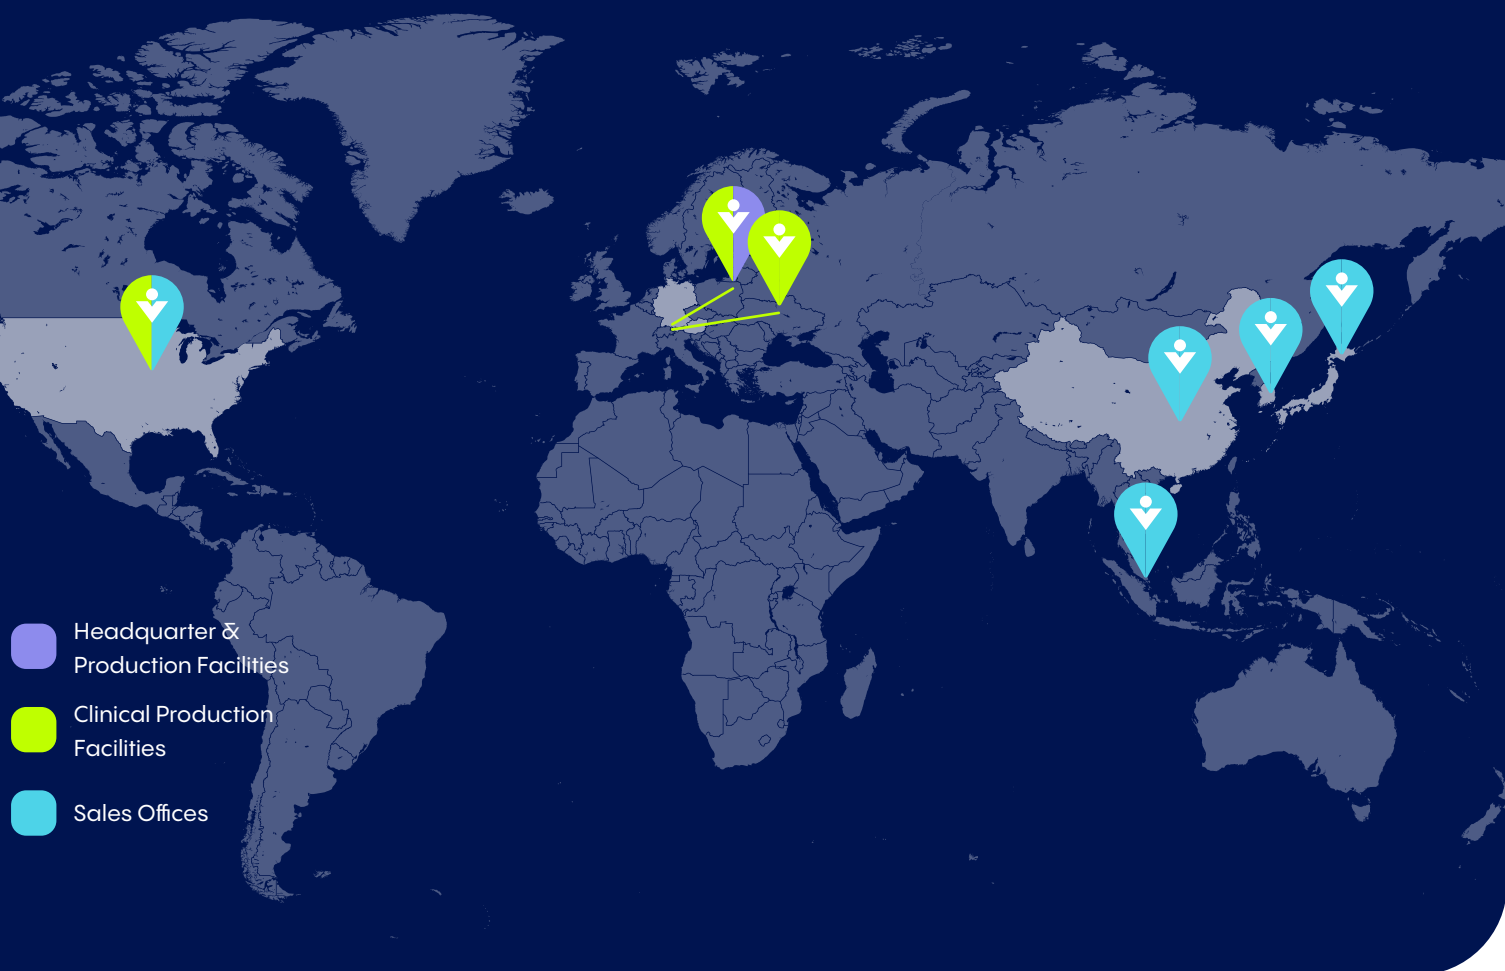 Headquarter &
Production Facilities
Clinical Production
Facilities
Sales Offices